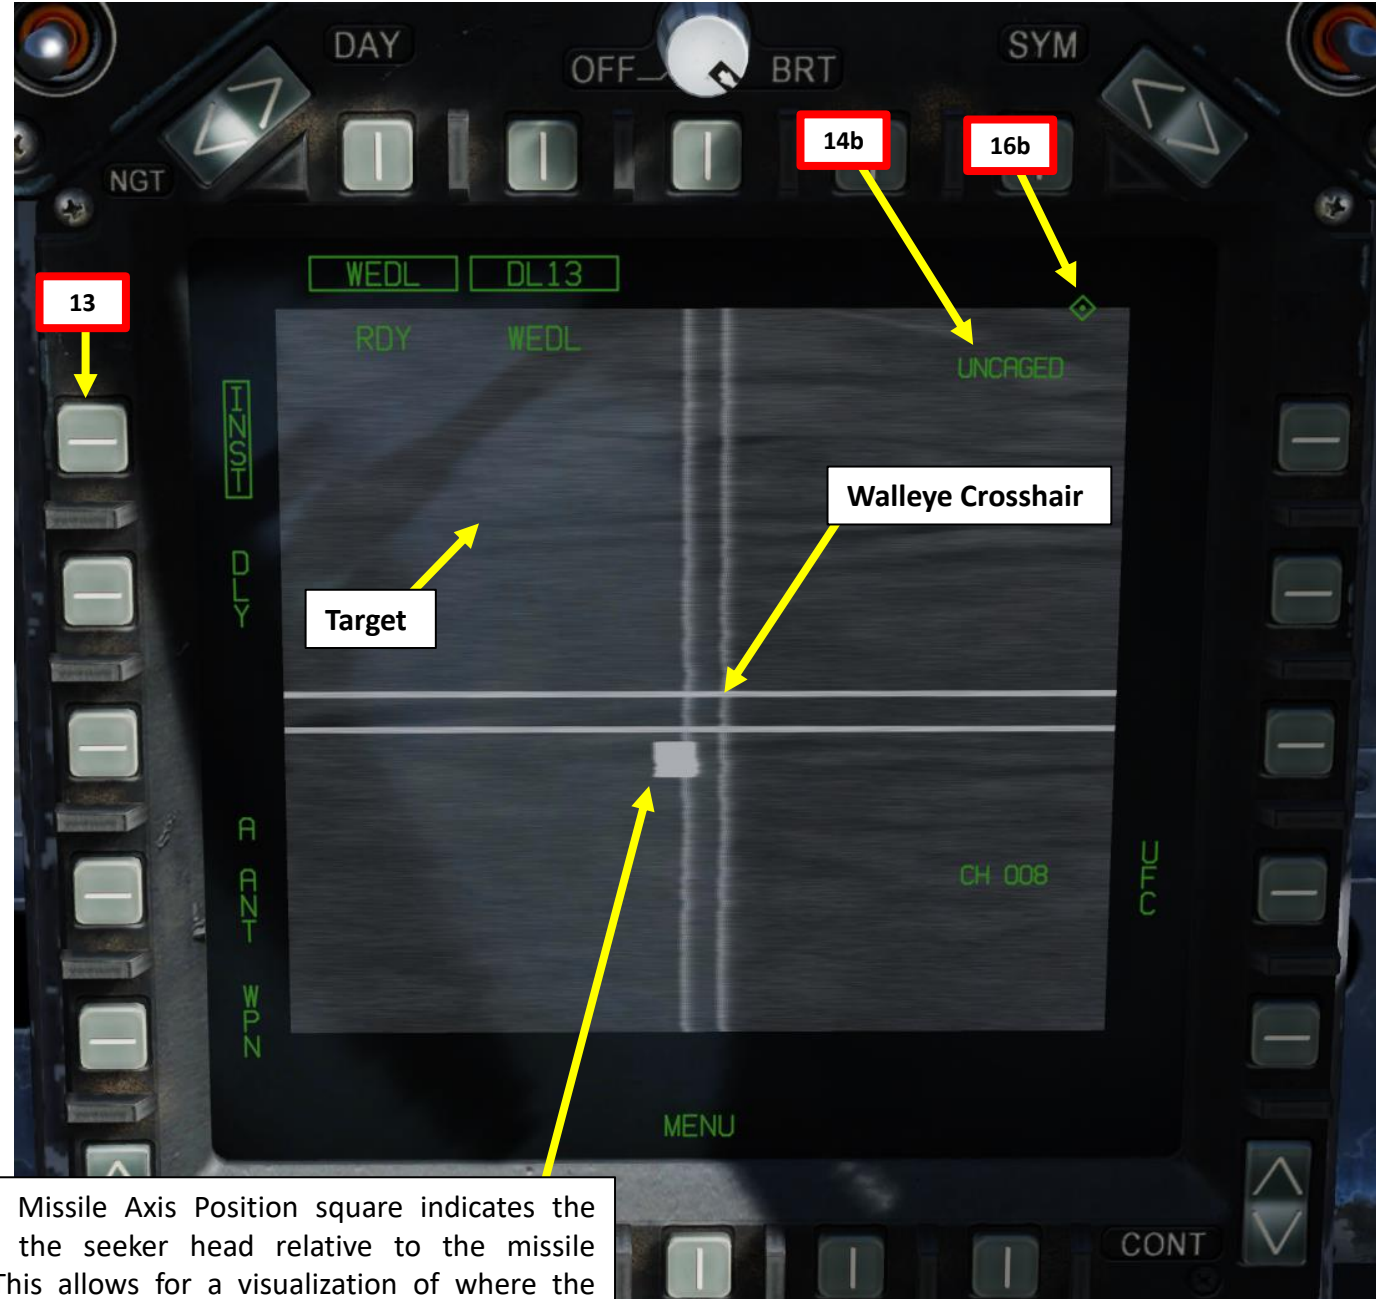 DAY
OFF
BRT
SYM
NGT
14b
16b
WEDL DL13
13
RDY WEDL
UNCAGED
INST
Walleye Crosshair
DLY
Target
A
ANT
CH 008
UFC
WPN
MENU
Missile Axis Position square indicates the
the seeker head relative to the missile
This allows for a visualization of where the
CONT